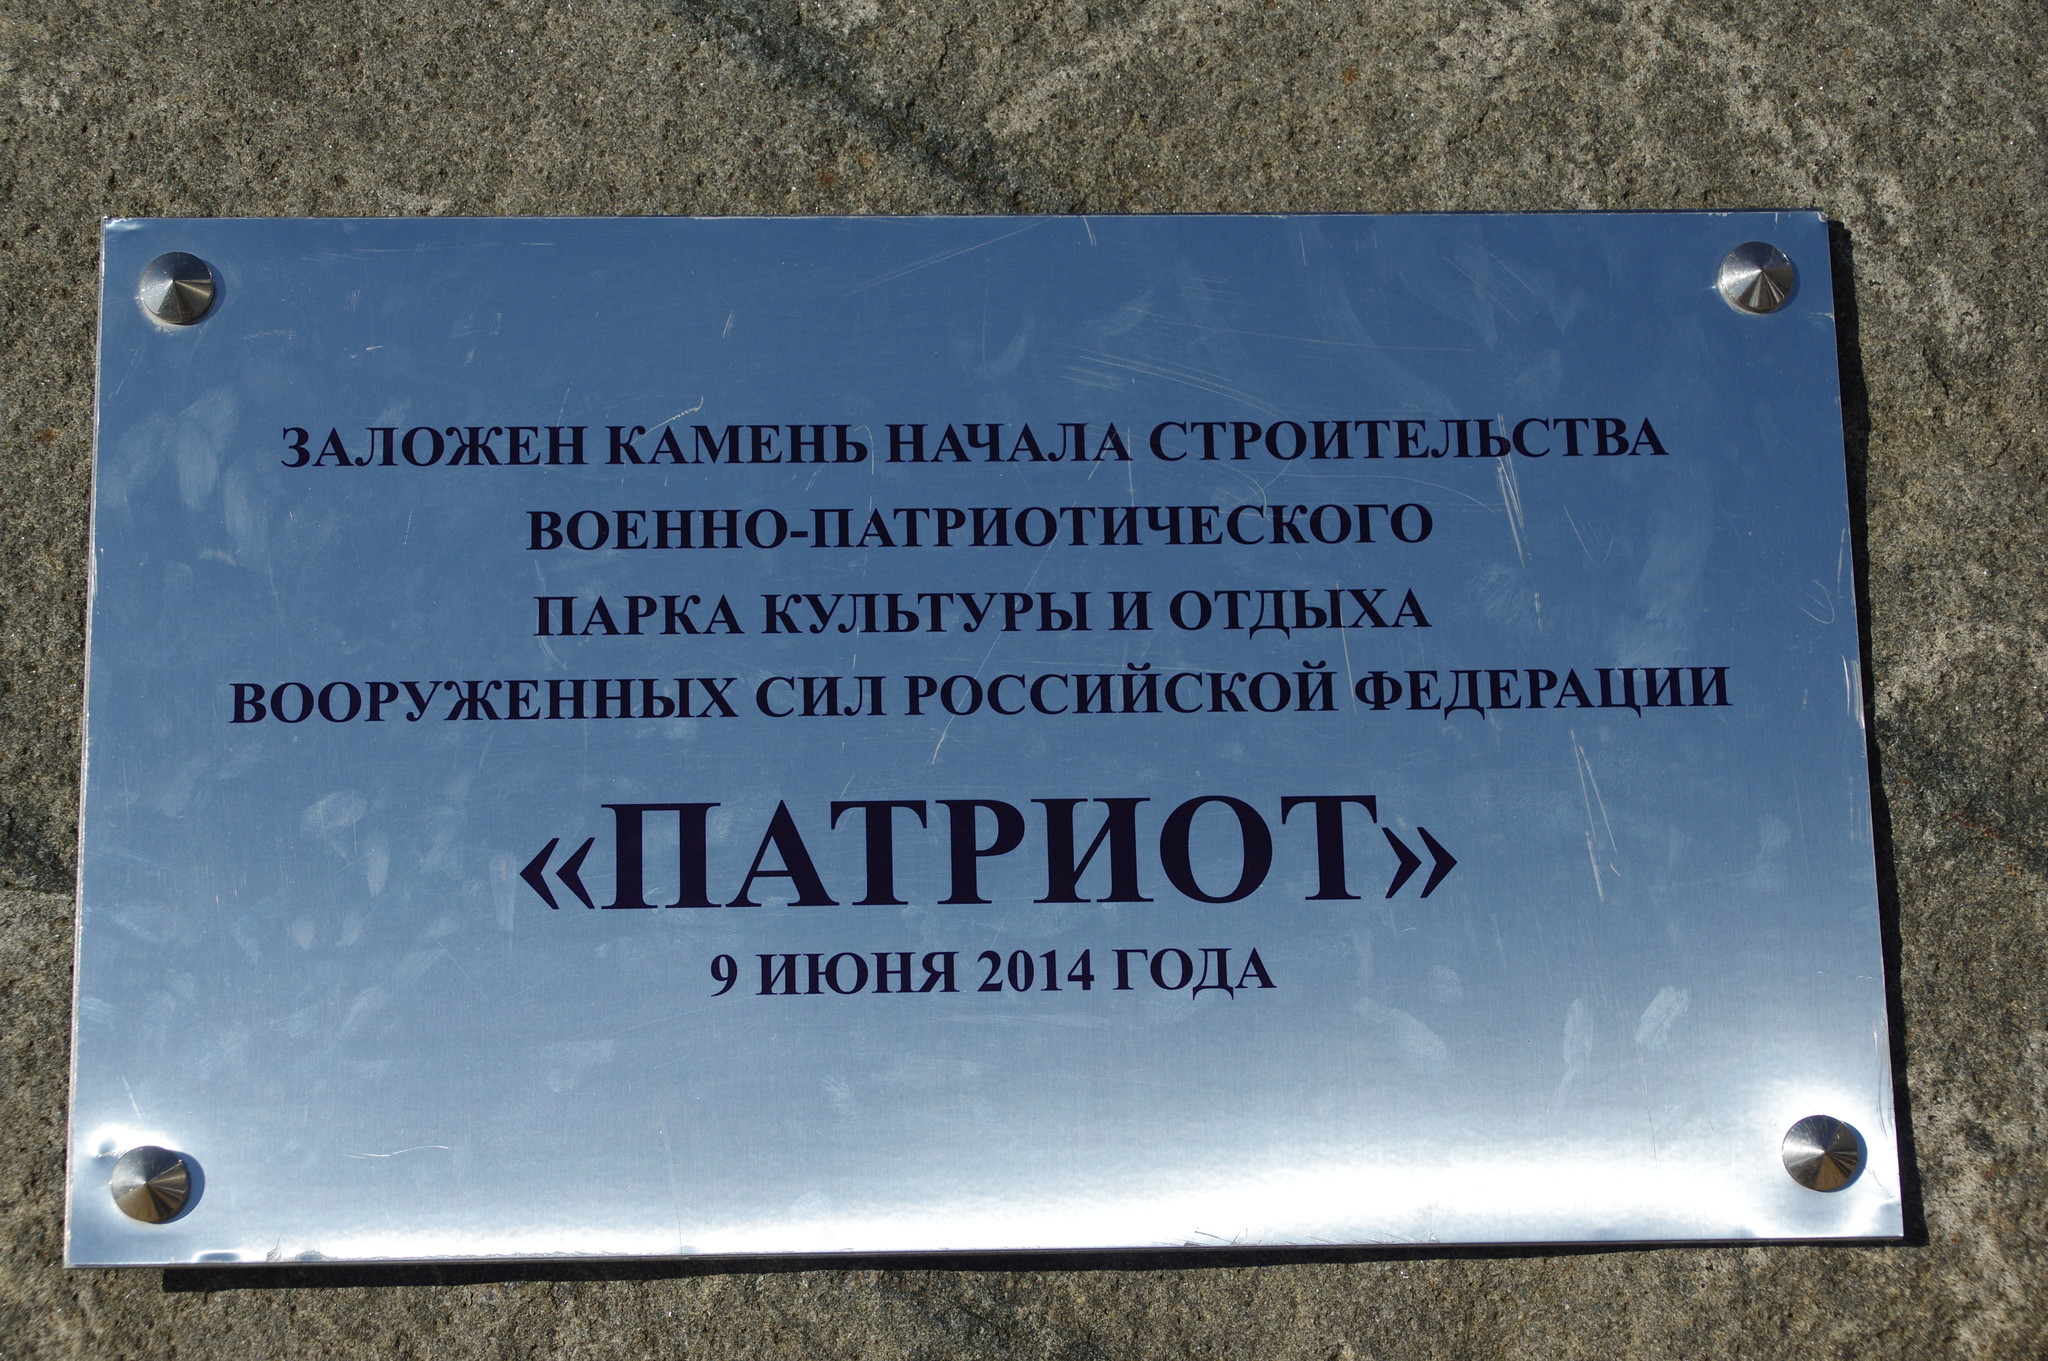 ЗАЛОЖЕН КАМЕНЬ НАЧАЛА СТРОИТЕЛЬСТВА
ВОЕННО-ПАТРИОТИЧЕСКОГО
ПАРКА КУЛЬТУРЫ И ОТДЫХА
ВООРУЖЕННЫХ СИЛ РОССИЙСКОЙ ФЕДЕРАЦИИ
«ПАТРИОТ»
9 ИЮНЯ 2014 ГОДА